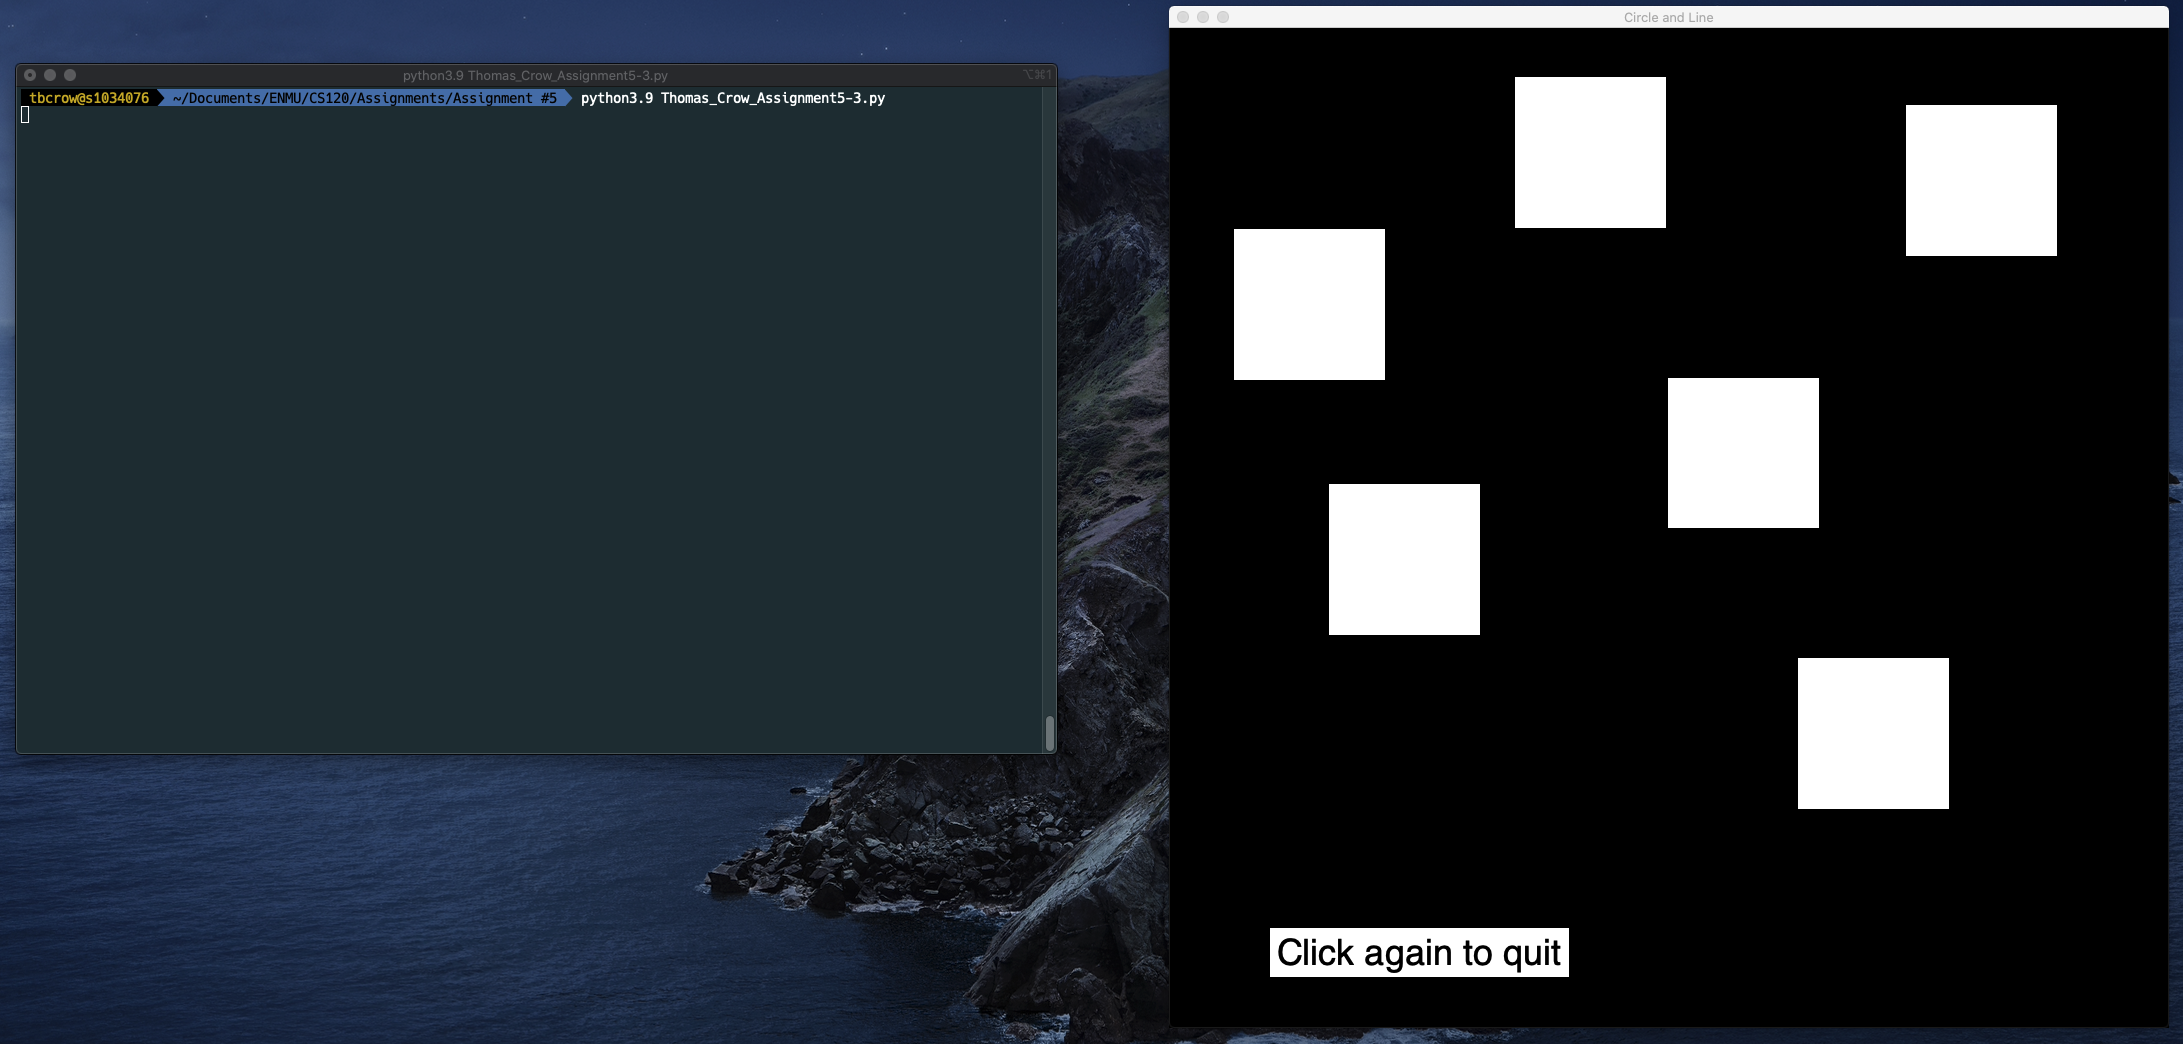 python3.9 Thomas_Crow_Assignment5-3.py
⌥⌘1
tbcrow@s1034076 ~/Documents/ENMU/CS120/Assignments/Assignment #5 python3.9 Thomas_Crow_Assignment5-3.py
Circle and Line
Click again to quit